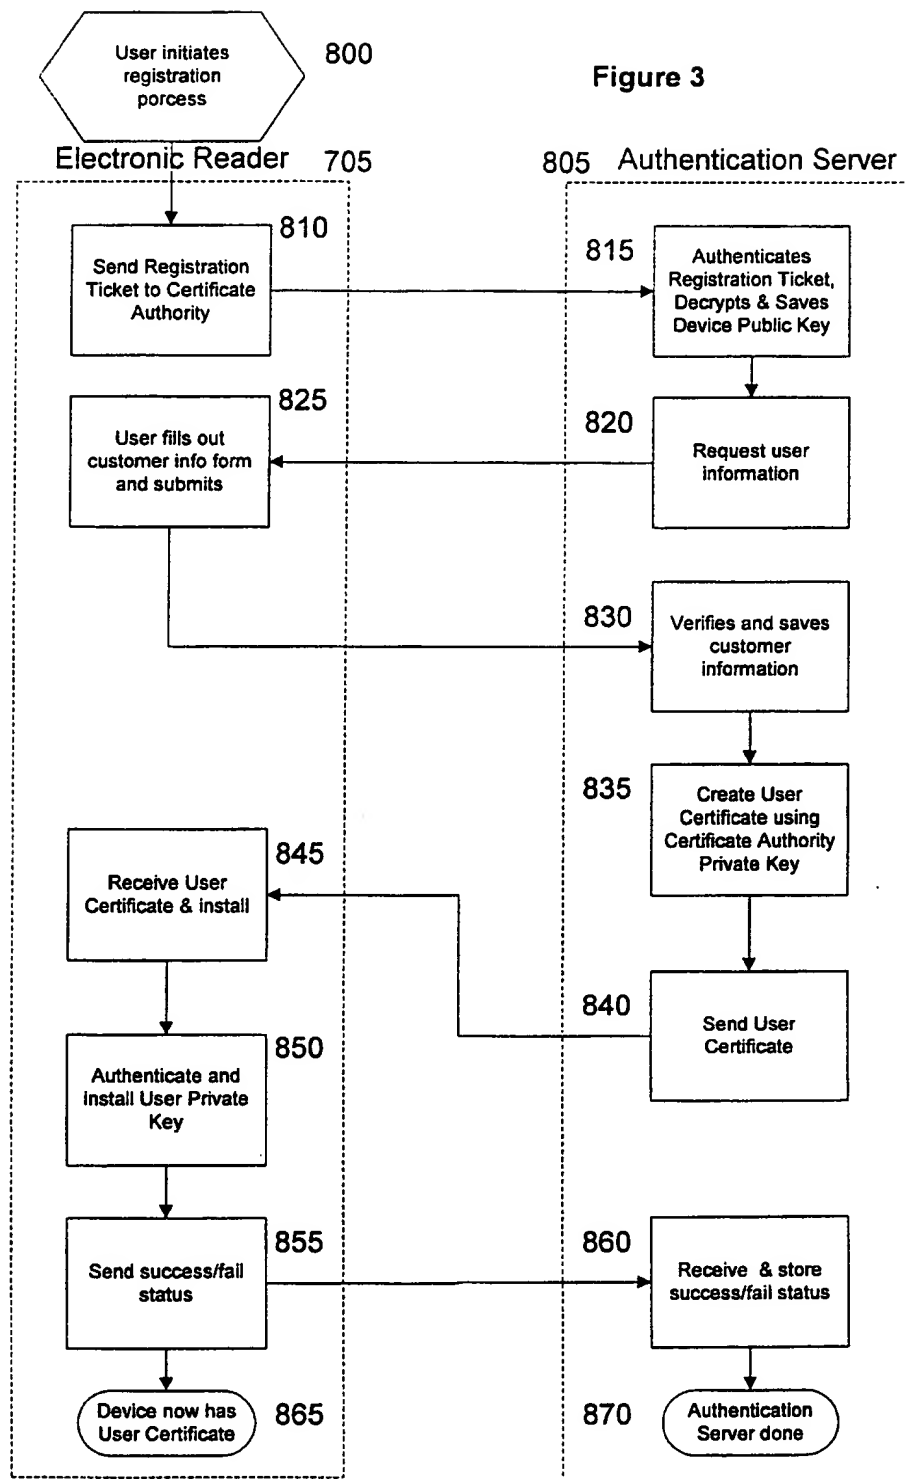 User initiates
registration
porcess
800
Figure 3
Electronic Reader
705
805
Authentication Server
810
Send Registration
Ticket to Certificate
Authority
815
Authenticates
Registration Ticket,
Decrypts & Saves
Device Public Key
825
User fills out
customer info form
and submits
820
Request user
information
830
Verifies and saves
customer
information
835
Create User
Certificate using
Certificate Authority
Private Key
845
Receive User
Certificate & install
840
Send User
Certificate
850
Authenticate and
install User Private
Key
855
Send success/fail
status
860
Receive & store
success/fail status
Device now has
User Certificate
865
870
Authentication
Server done